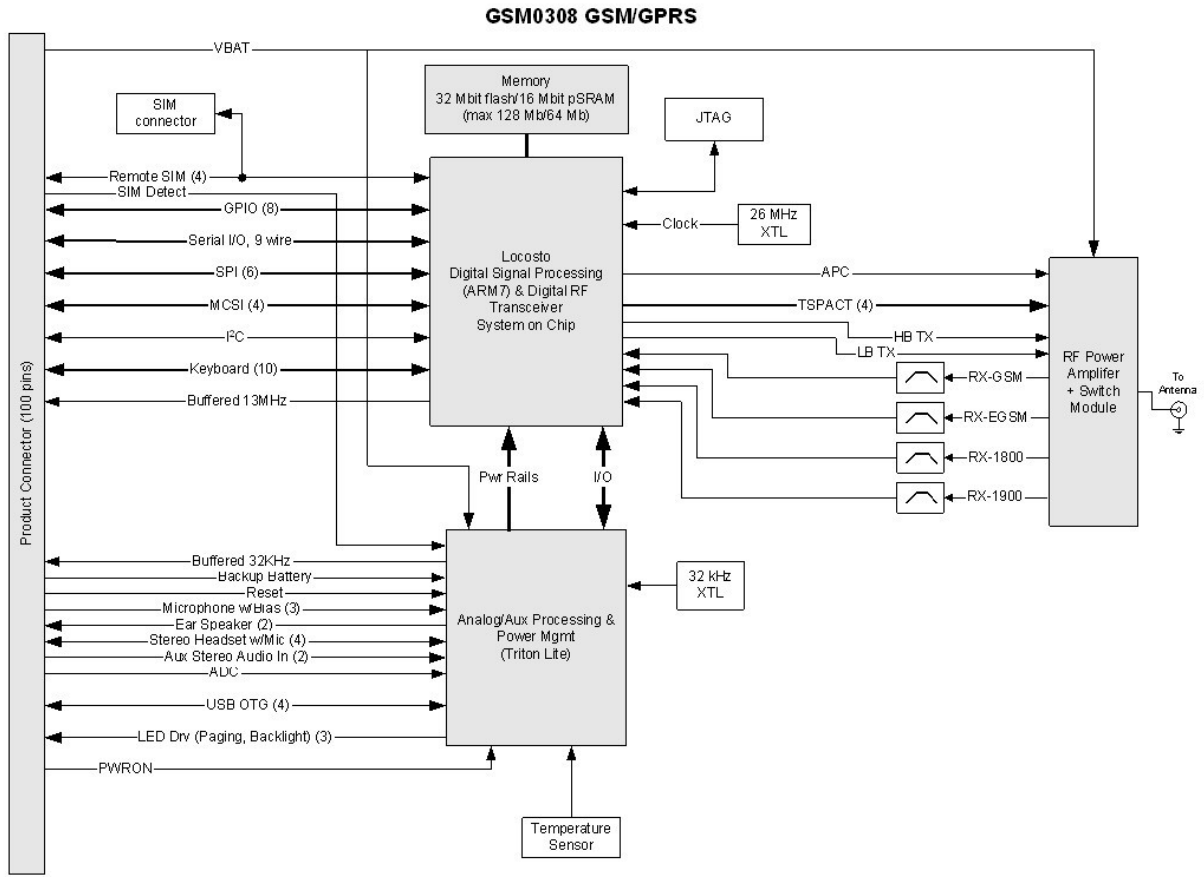 GSM0308 GSM/GPRS
VBAT
Memory
32 Mbit flash/16 Mbit pSRAM
(max 128 Mb/64 Mb)
SIM
connector
JTAG
Remote SIM (4)
SIM Detect
GPIO (8)
Serial I/O, 9 wire
SPI (6)
MCSI (4)
I²C
Keyboard (10)
Buffered 13MHz
Locosto
Digital Signal Processing
(ARM7) & Digital RF
Transceiver
System on Chip
Clock
26 MHz
XTL
APC
TSPACT (4)
HB TX
LB TX
RX-GSM
RX-EGSM
RX-1800
RX-1900
RF Power
Amplifer
+ Switch
Module
To
Antenna
Product Connector (100 pins)
Pwr Rails
I/O
Buffered 32KHz
Backup Battery
Reset
Microphone w/Bias (3)
Ear Speaker (2)
Stereo Headset w/Mic (4)
Aux Stereo Audio In (2)
ADC
USB OTG (4)
LED Drv (Paging, Backlight) (3)
PWRON
Analog/Aux Processing &
Power Mgmt
(Triton Lite)
32 kHz
XTL
Temperature
Sensor